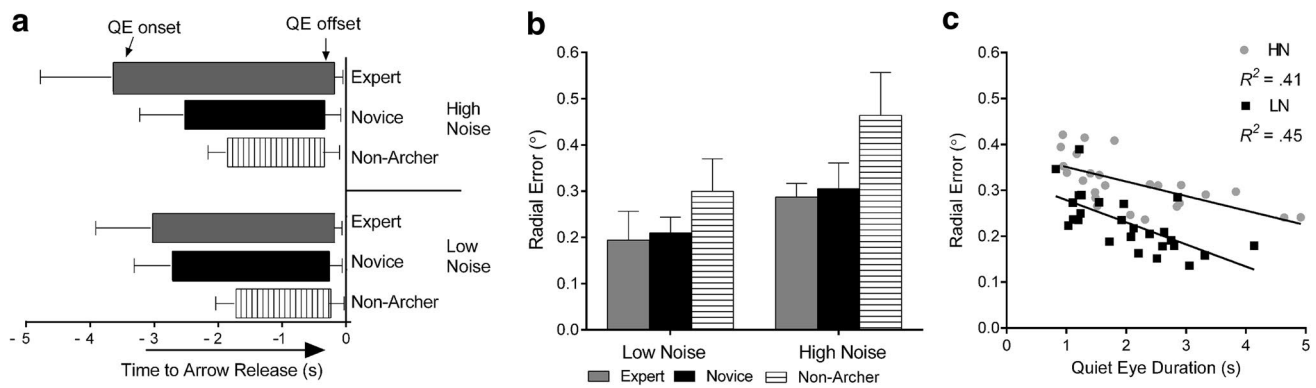 a
QE onset
QE offset
Expert
Novice
Non-Archer
High
Noise
Expert
Novice
Non-Archer
Low
Noise
- 5 - 4 - 3 - 2 - 1 0
Time to Arrow Release (s)
b
Radial Error (°)
0.6
0.5
0.4
0.3
0.2
0.1
0.0
Low Noise High Noise
Expert Novice Non-Archer
c
Radial Error (°)
0.6
0.5
0.4
0.3
0.2
0.1
0.0
HN
R² = .41
LN
R² = .45
0 1 2 3 4 5
Quiet Eye Duration (s)